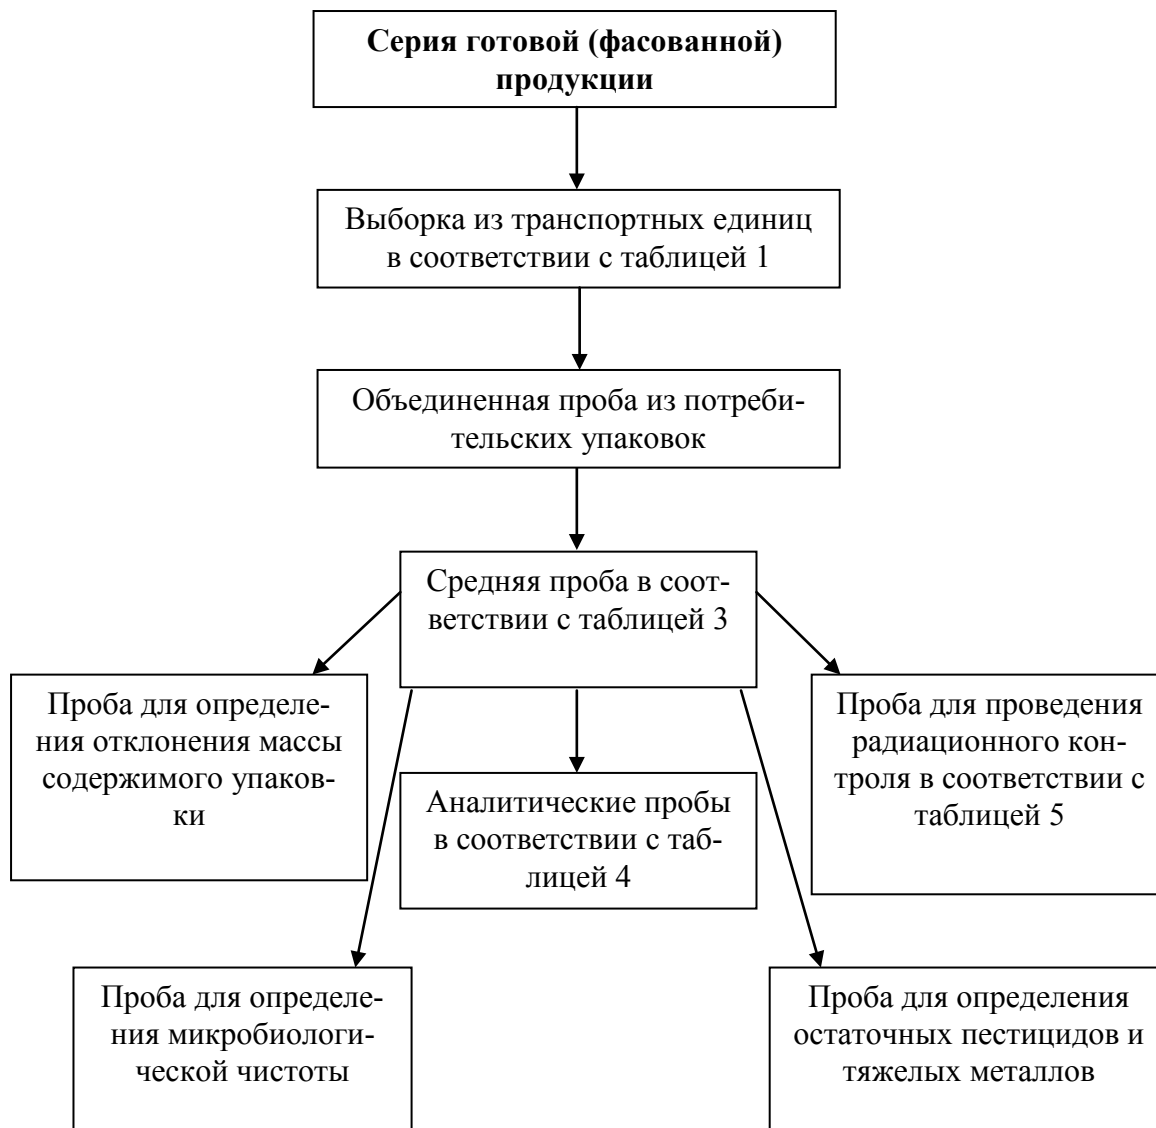 Серия готовой (фасованной)
продукции
Выборка из транспортных единиц
в соответствии с таблицей 1
Объединенная проба из потреби-
тельских упаковок
Средняя проба в соот-
ветствии с таблицей 3
Проба для определе-
ния отклонения массы
содержимого упаков-
ки
Аналитические пробы
в соответствии с таб-
лицей 4
Проба для проведения
радиационного кон-
троля в соответствии с
таблицей 5
Проба для определе-
ния микробиологи-
ческой чистоты
Проба для определения
остаточных пестицидов и
тяжелых металлов